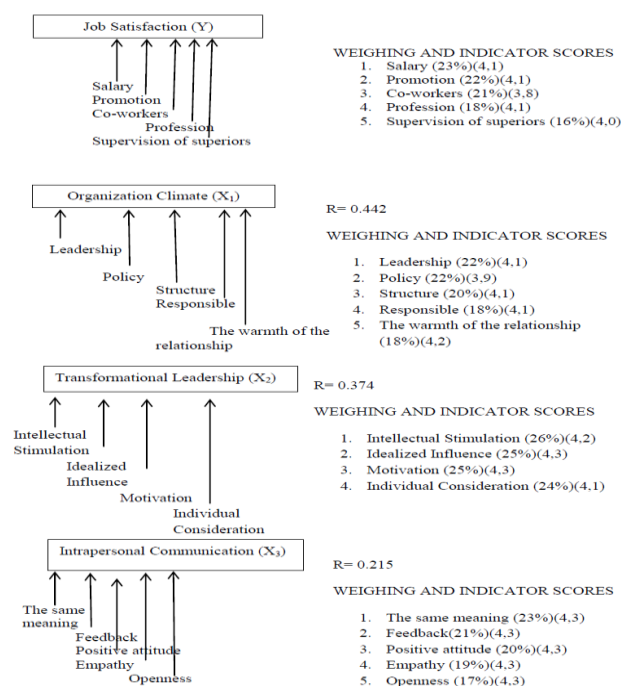 Job Satisfaction (Y)
Salary
Promotion
Co-workers
Profession
Supervision of superiors
WEIGHING AND INDICATOR SCORES
1. Salary (23%)(4,1)
2. Promotion (22%)(4,1)
3. Co-workers (21%)(3,8)
4. Profession (18%)(4,1)
5. Supervision of superiors (16%)(4,0)
Organization Climate (X₁)
Leadership
Policy
Structure
Responsible
The warmth of the
relationship
R= 0.442
WEIGHING AND INDICATOR SCORES
1. Leadership (22%)(4,1)
2. Policy (22%)(3,9)
3. Structure (20%)(4,1)
4. Responsible (18%)(4,1)
5. The warmth of the relationship
(18%)(4,2)
Transformational Leadership (X₂)
Intellectual
Stimulation
Idealized
Influence
Motivation
Individual
Consideration
R= 0.374
WEIGHING AND INDICATOR SCORES
1. Intellectual Stimulation (26%)(4,2)
2. Idealized Influence (25%)(4,3)
3. Motivation (25%)(4,3)
4. Individual Consideration (24%)(4,1)
Intrapersonal Communication (X₃)
The same
meaning
Feedback
Positive attitude
Empathy
Openness
R= 0.215
WEIGHING AND INDICATOR SCORES
1. The same meaning (23%)(4,3)
2. Feedback(21%)(4,3)
3. Positive attitude (20%)(4,3)
4. Empathy (19%)(4,3)
5. Openness (17%)(4,3)